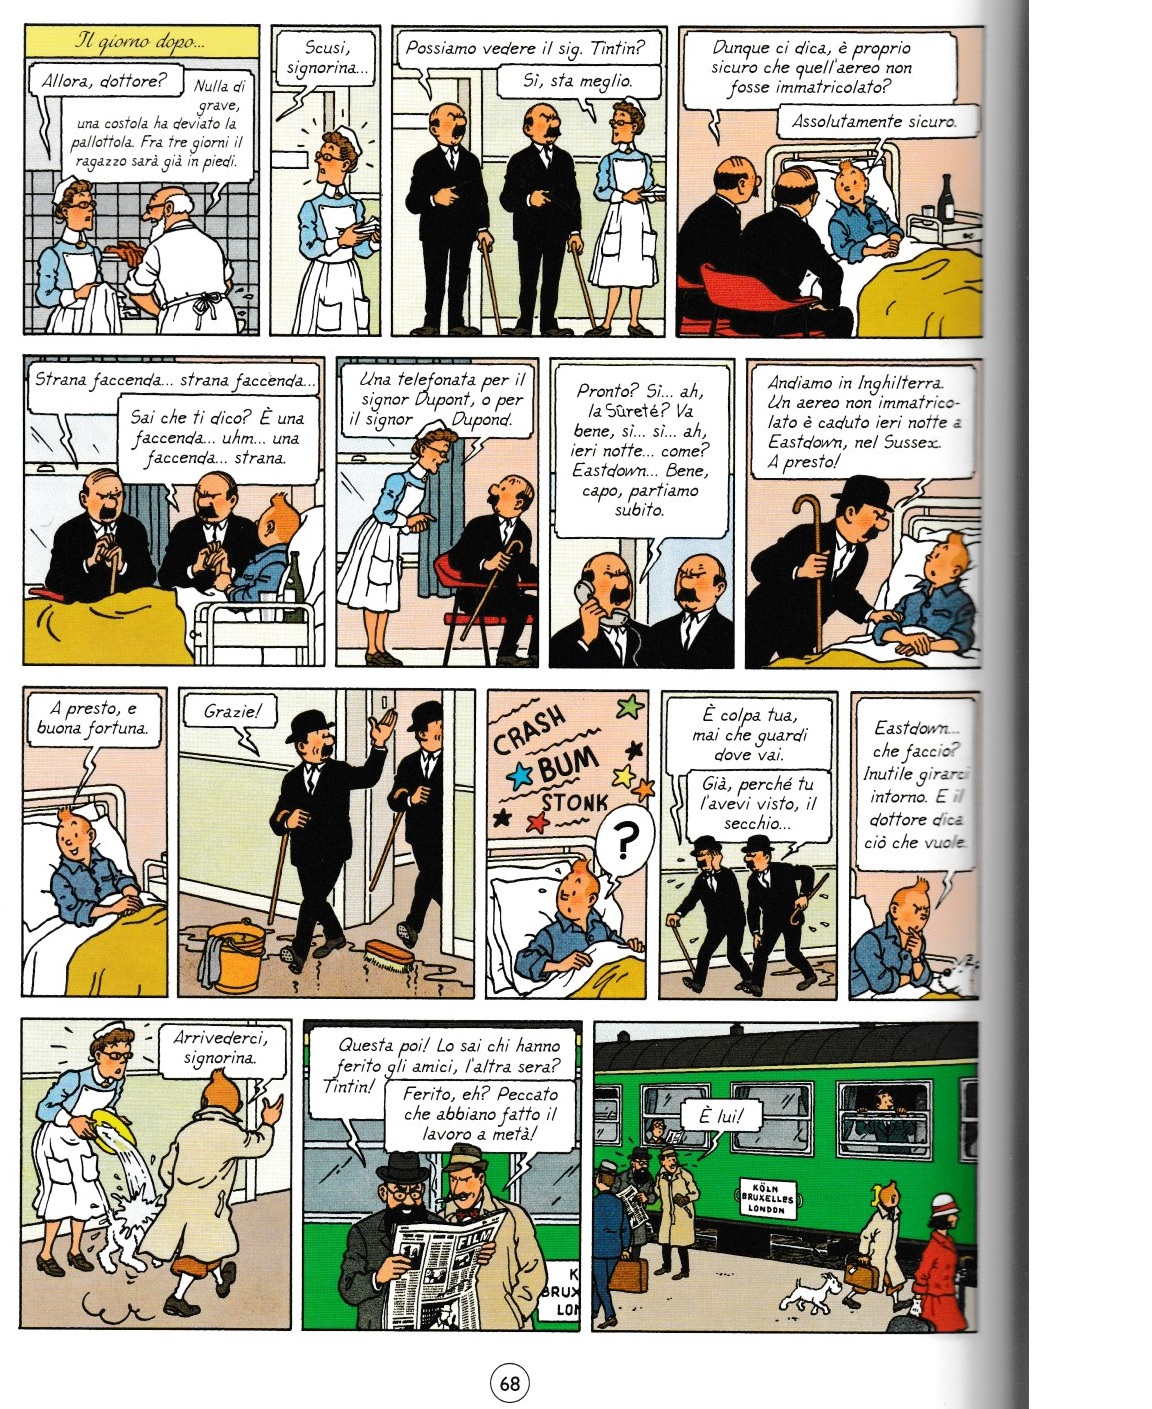 Il giorno dopo...
Allora, dottore?
Nulla di
grave,
una costola ha deviato la
pallottola. Fra tre giorni il
ragazzo sarà già in piedi.
Scusi,
signorina...
Possiamo vedere il sig. Tintin?
Sì, sta meglio.
Dunque ci dica, è proprio
sicuro che quell'aereo non
fosse immatricolato?
Assolutamente sicuro.
Strana faccenda... strana faccenda...
Sai che ti dico? È una
faccenda... uhm... una
faccenda... strana.
Una telefonata per il
signor Dupont, o per
il signor Dupond.
Pronto? Sì... ah,
la Sûreté? Va
bene, sì... sì... ah,
ieri notte... come?
Eastdown... Bene,
capo, partiamo
subito.
Andiamo in Inghilterra.
Un aereo non immatrico-
lato è caduto ieri notte a
Eastdown, nel Sussex.
A presto!
A presto, e
buona fortuna.
Grazie!
CRASH
BUM
STONK
?
È colpa tua,
mai che guardi
dove vai.
Già, perché tu
l'avevi visto, il
secchio...
Eastdown...
che faccio?
Inutile girarci
intorno. E il
dottore dica
ciò che vuole.
Arrivederci,
signorina.
Questa poi! Lo sai chi hanno
ferito gli amici, l'altra sera?
Tintin!
Ferito, eh? Peccato
che abbiano fatto il
lavoro a metà!
FILM
K
BRUX
LON
È lui!
KÖLN
BRUXELLES
LONDON
68